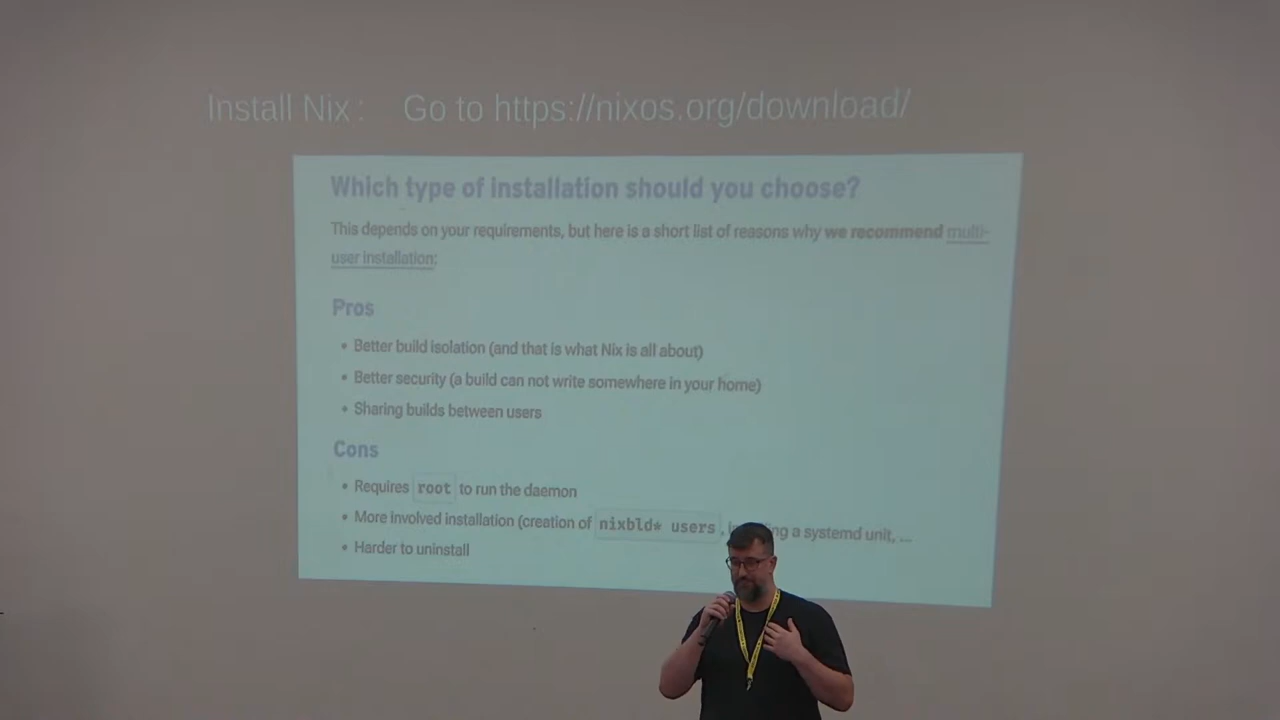 Install Nix : Go to https://nixos.org/download/
Which type of installation should you choose?
This depends on your requirements, but here is a short list of reasons why we recommend multi-
user installation:
Pros
• Better build isolation (and that is what Nix is all about)
• Better security (a build can not write somewhere in your home)
• Sharing builds between users
Cons
• Requires root to run the daemon
• More involved installation (creation of nixbld* users, a systemd unit, ...
• Harder to uninstall